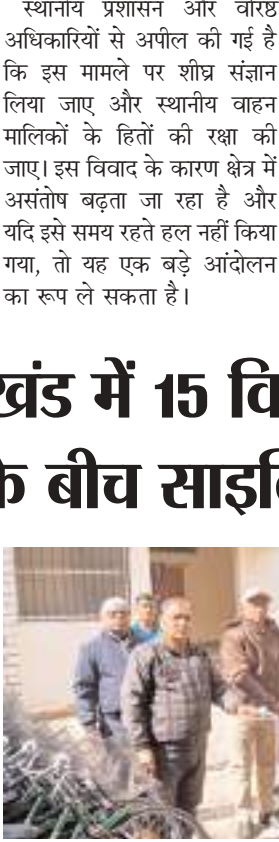 स्थानीय प्रशासन और वरिष्ठ
अधिकारियों से अपील की गई है
कि इस मामले पर शीघ्र संज्ञान
लिया जाए और स्थानीय वाहन
मालिकों के हितों की रक्षा की
जाए। इस विवाद के कारण क्षेत्र में
असंतोष बढ़ता जा रहा है और
यदि इसे समय रहते हल नहीं किया
गया, तो यह एक बड़े आंदोलन
का रूप ले सकता है।
खंड में 15 वि
के बीच साइ